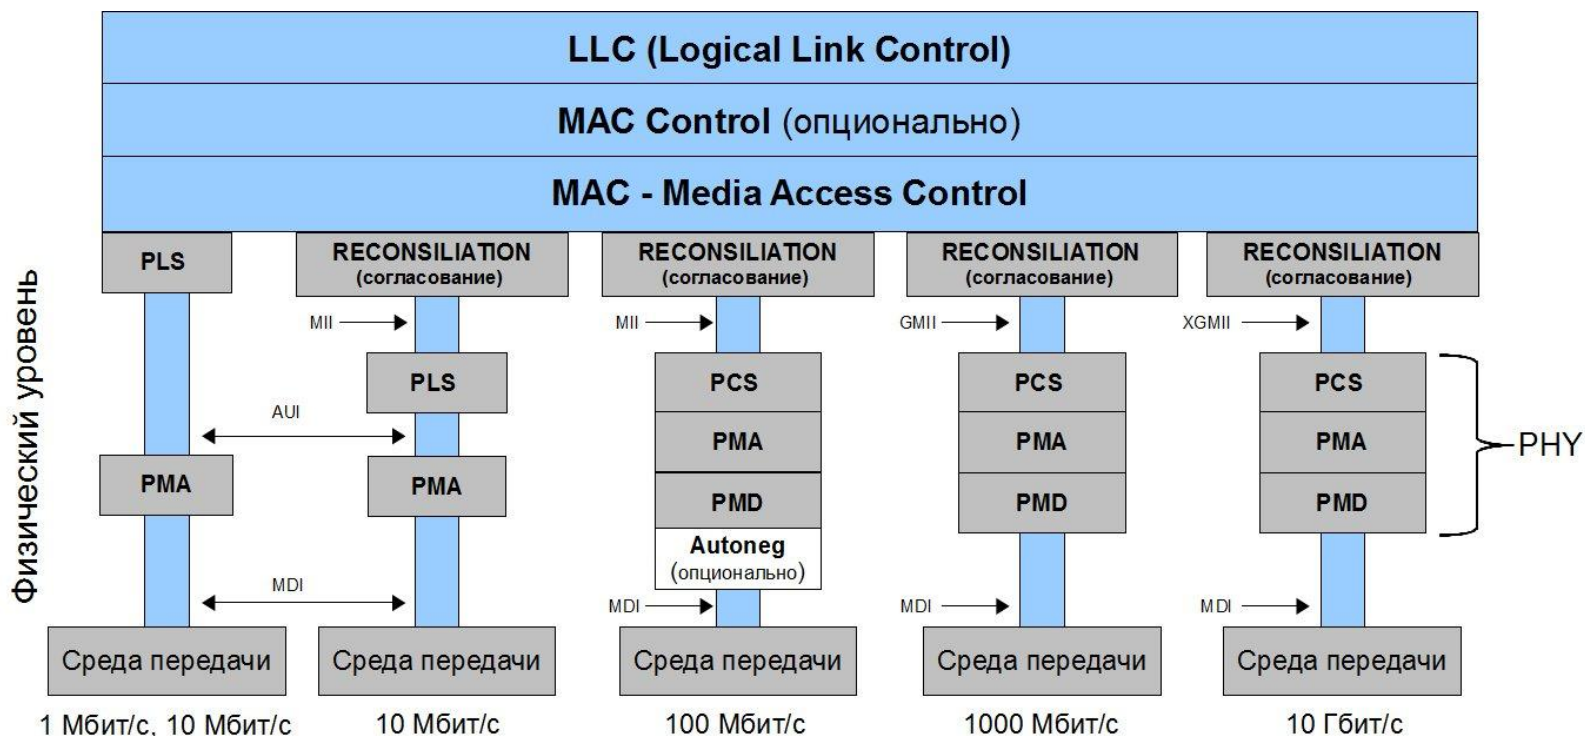 LLC (Logical Link Control)
MAC Control (опционально)
MAC - Media Access Control
Физический уровень
PLS
RECONSILIATION
(согласование)
RECONSILIATION
(согласование)
RECONSILIATION
(согласование)
RECONSILIATION
(согласование)
MII
MII
GMII
XGMII
PLS
PCS
PCS
PCS
AUI
PMA
PMA
PMA
PMA
PMA
PHY
PMD
PMD
PMD
Autoneg
(опционально)
MDI
MDI
MDI
MDI
Среда передачи
Среда передачи
Среда передачи
Среда передачи
Среда передачи
1 Мбит/с, 10 Мбит/с
10 Мбит/с
100 Мбит/с
1000 Мбит/с
10 Гбит/с